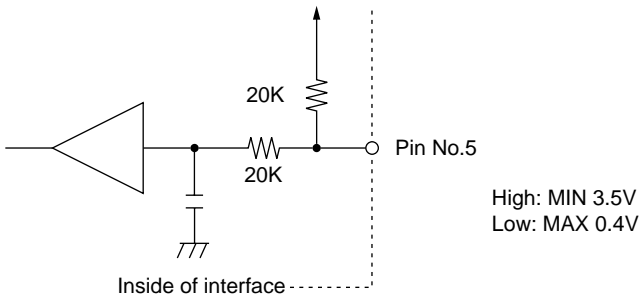 20K
Pin No.5
20K
High: MIN 3.5V
Low: MAX 0.4V
Inside of interface